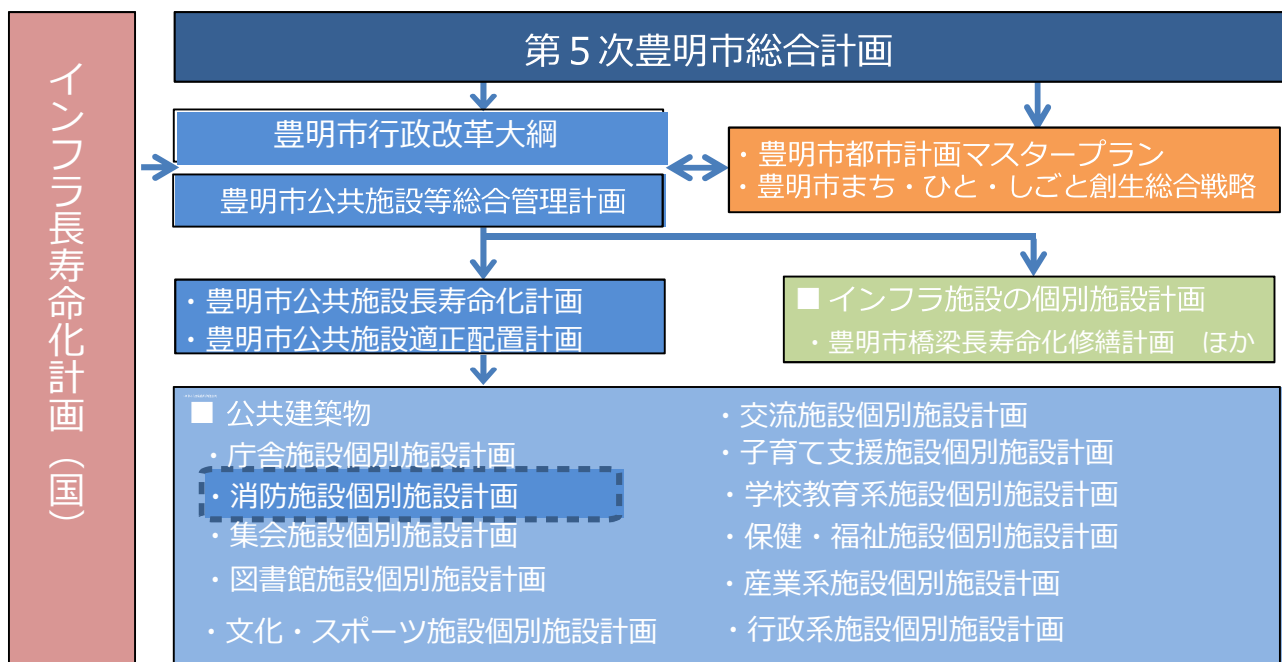 インフラ長寿命化計画（国）
第５次豊明市総合計画
豊明市行政改革大綱
豊明市公共施設等総合管理計画
・豊明市都市計画マスタープラン
・豊明市まち・ひと・しごと創生総合戦略
・豊明市公共施設長寿命化計画
・豊明市公共施設適正配置計画
■ インフラ施設の個別施設計画
・豊明市橋梁長寿命化修繕計画　ほか
■ 公共建築物
・庁舎施設個別施設計画
・消防施設個別施設計画
・集会施設個別施設計画
・図書館施設個別施設計画
・文化・スポーツ施設個別施設計画
・交流施設個別施設計画
・子育て支援施設個別施設計画
・学校教育系施設個別施設計画
・保健・福祉施設個別施設計画
・産業系施設個別施設計画
・行政系施設個別施設計画